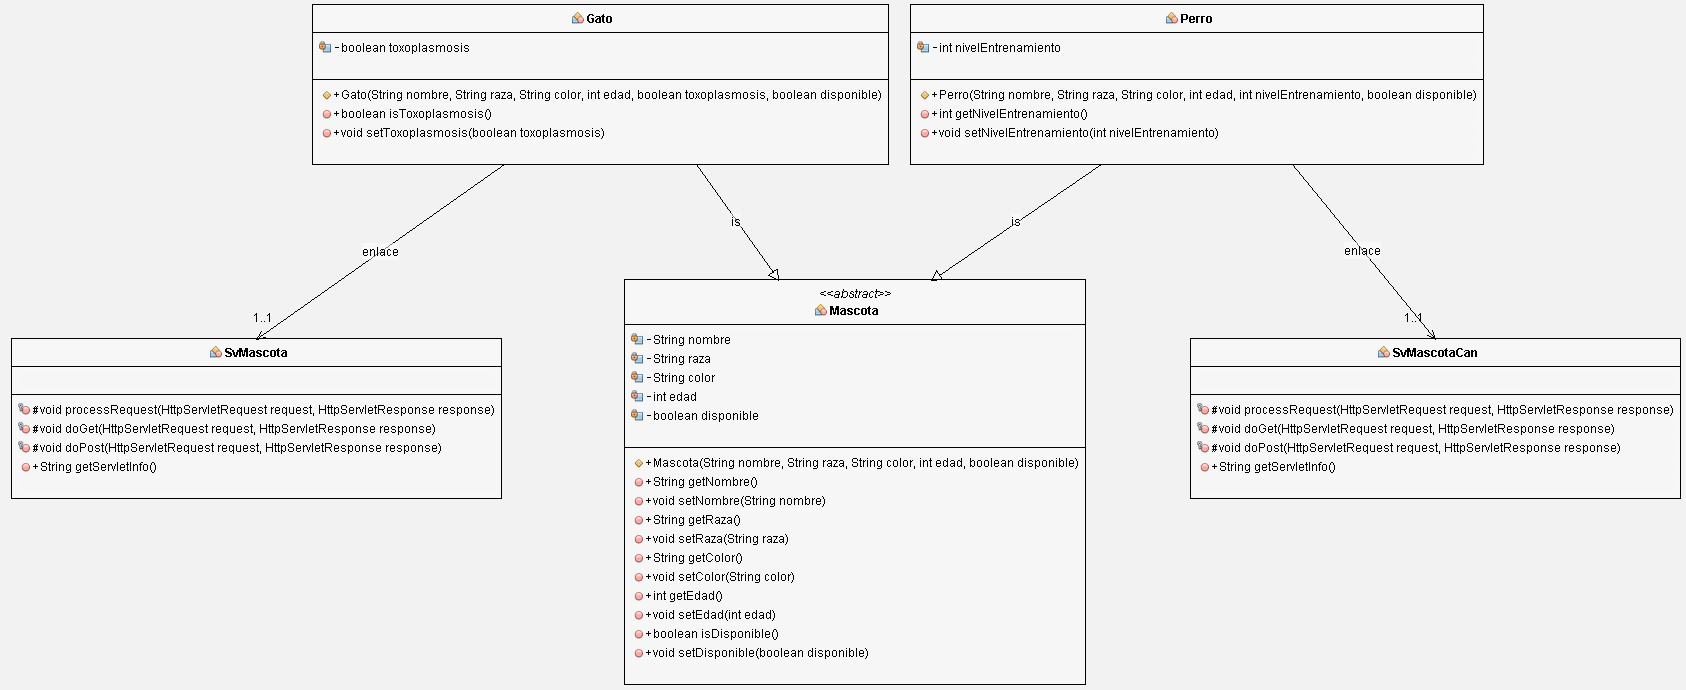 Gato
-boolean toxoplasmosis
+Gato(String nombre, String raza, String color, int edad, boolean toxoplasmosis, boolean disponible)
+boolean isToxoplasmosis()
+void setToxoplasmosis(boolean toxoplasmosis)
Perro
-int nivelEntrenamiento
+Perro(String nombre, String raza, String color, int edad, int nivelEntrenamiento, boolean disponible)
+int getNivelEntrenamiento()
+void setNivelEntrenamiento(int nivelEntrenamiento)
enlace
is
is
enlace
1..1
1..1
SvMascota
#void processRequest(HttpServletRequest request, HttpServletResponse response)
#void doGet(HttpServletRequest request, HttpServletResponse response)
#void doPost(HttpServletRequest request, HttpServletResponse response)
+String getServletInfo()
<<abstract>>
Mascota
-String nombre
-String raza
-String color
-int edad
-boolean disponible
+Mascota(String nombre, String raza, String color, int edad, boolean disponible)
+String getNombre()
+void setNombre(String nombre)
+String getRaza()
+void setRaza(String raza)
+String getColor()
+void setColor(String color)
+int getEdad()
+void setEdad(int edad)
+boolean isDisponible()
+void setDisponible(boolean disponible)
SvMascotaCan
#void processRequest(HttpServletRequest request, HttpServletResponse response)
#void doGet(HttpServletRequest request, HttpServletResponse response)
#void doPost(HttpServletRequest request, HttpServletResponse response)
+String getServletInfo()